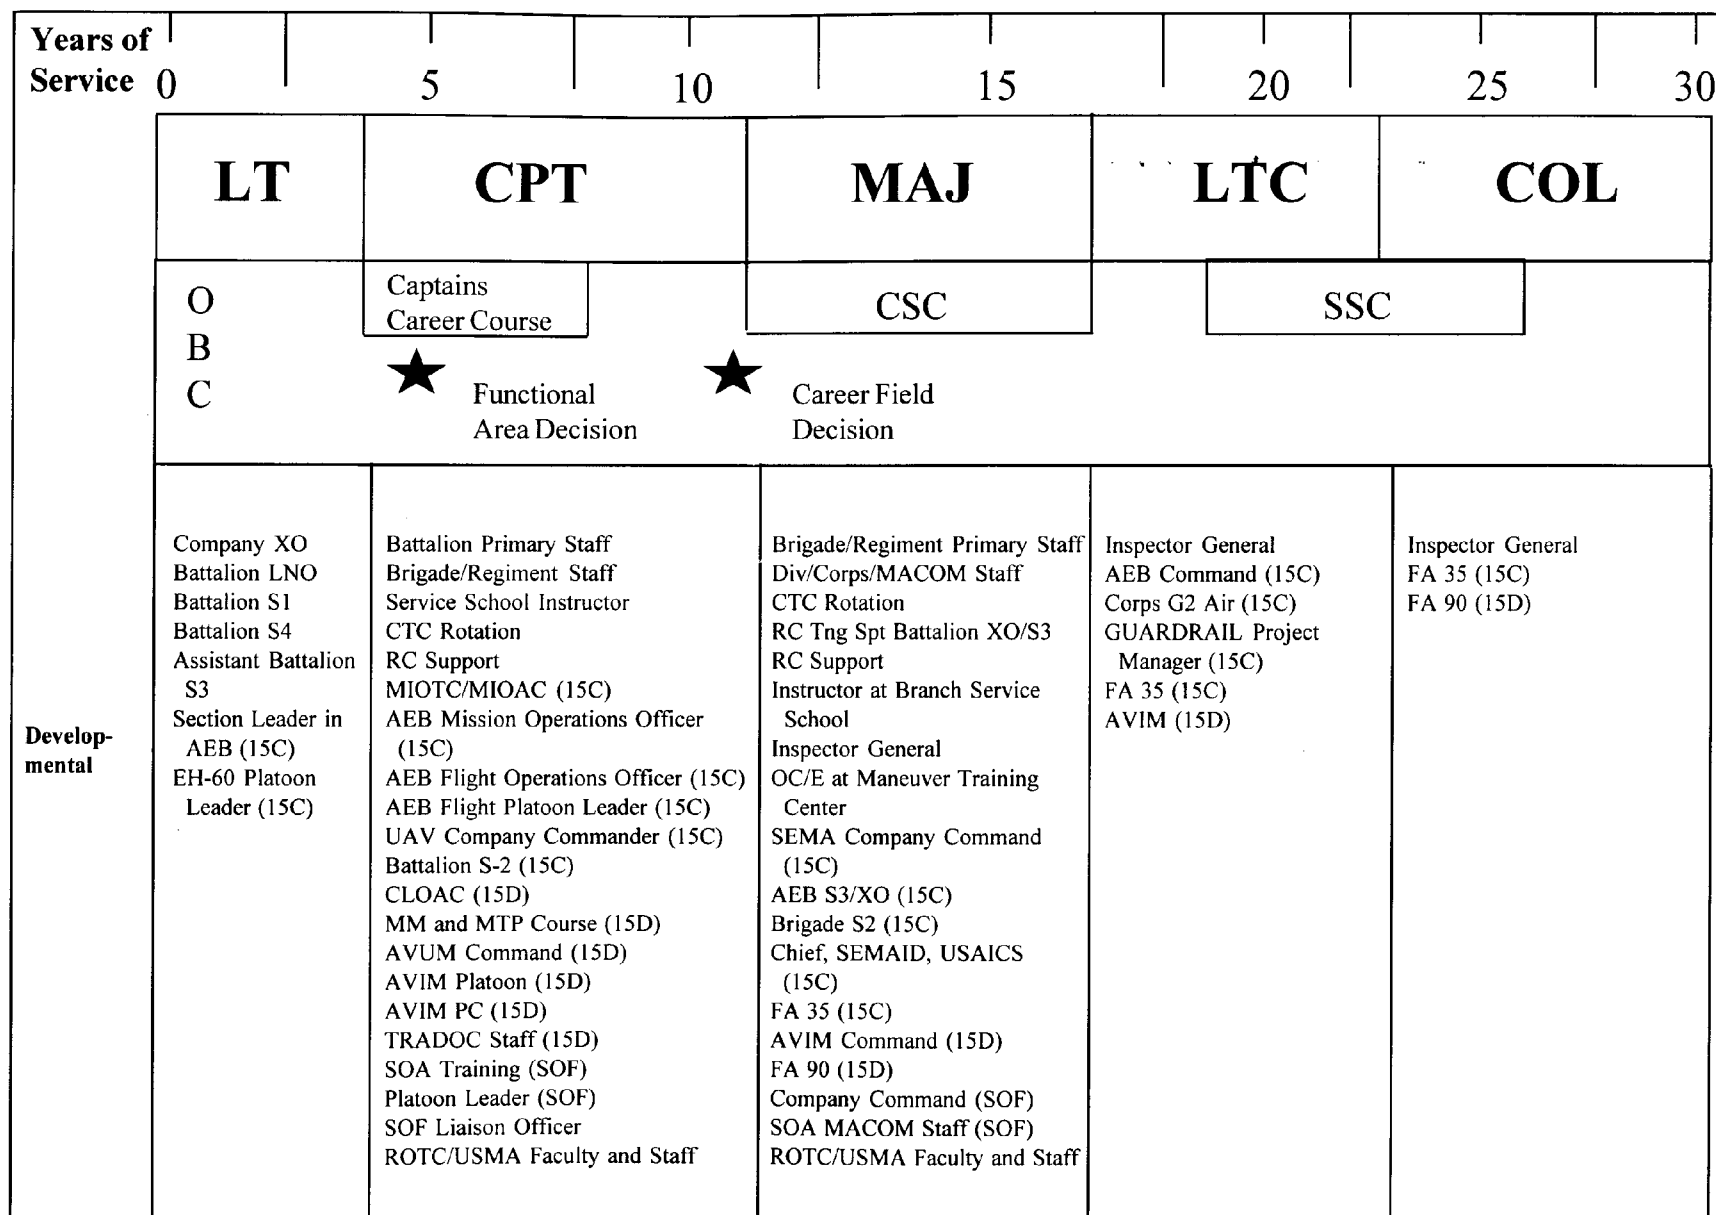 Years of
Service 0 5 10 15 20 25 30
LT CPT MAJ LTC COL
O
B
C
Captains
Career Course
CSC
SSC
Functional
Area Decision
Career Field
Decision
Develop-
mental
Company XO
Battalion LNO
Battalion S1
Battalion S4
Assistant Battalion
S3
Section Leader in
AEB (15C)
EH-60 Platoon
Leader (15C)
Battalion Primary Staff
Brigade/Regiment Staff
Service School Instructor
CTC Rotation
RC Support
MIOTC/MIOAC (15C)
AEB Mission Operations Officer
(15C)
AEB Flight Operations Officer (15C)
AEB Flight Platoon Leader (15C)
UAV Company Commander (15C)
Battalion S-2 (15C)
CLOAC (15D)
MM and MTP Course (15D)
AVUM Command (15D)
AVIM Platoon (15D)
AVIM PC (15D)
TRADOC Staff (15D)
SOA Training (SOF)
Platoon Leader (SOF)
SOF Liaison Officer
ROTC/USMA Faculty and Staff
Brigade/Regiment Primary Staff
Div/Corps/MACOM Staff
CTC Rotation
RC Tng Spt Battalion XO/S3
RC Support
Instructor at Branch Service
School
Inspector General
OC/E at Maneuver Training
Center
SEMA Company Command
(15C)
AEB S3/XO (15C)
Brigade S2 (15C)
Chief, SEMAID, USAICS
(15C)
FA 35 (15C)
AVIM Command (15D)
FA 90 (15D)
Company Command (SOF)
SOA MACOM Staff (SOF)
ROTC/USMA Faculty and Staff
Inspector General
AEB Command (15C)
Corps G2 Air (15C)
GUARDRAIL Project
Manager (15C)
FA 35 (15C)
AVIM (15D)
Inspector General
FA 35 (15C)
FA 90 (15D)